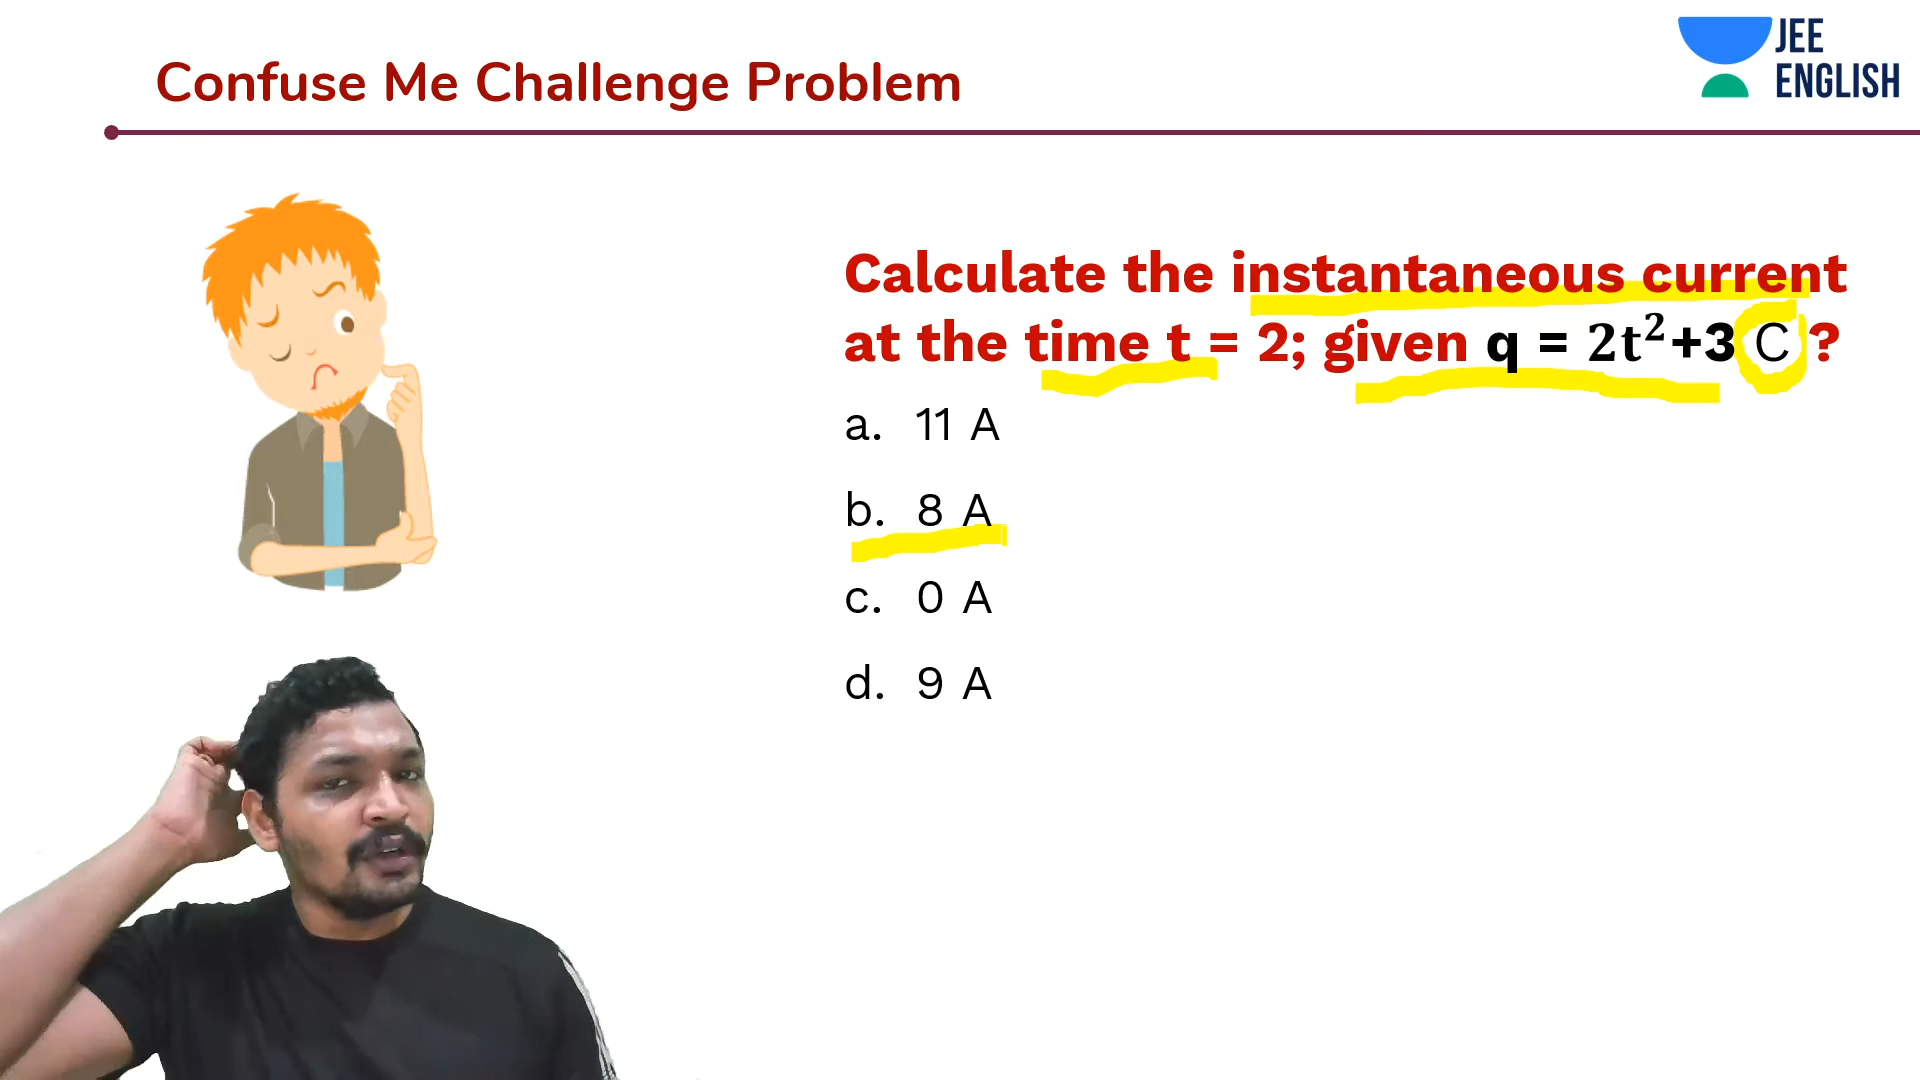 Confuse Me Challenge Problem
JEE
ENGLISH
Calculate the instantaneous current
at the time t = 2; given q = 2t²+3 C ?
a. 11 A
b. 8 A
c. 0 A
d. 9 A